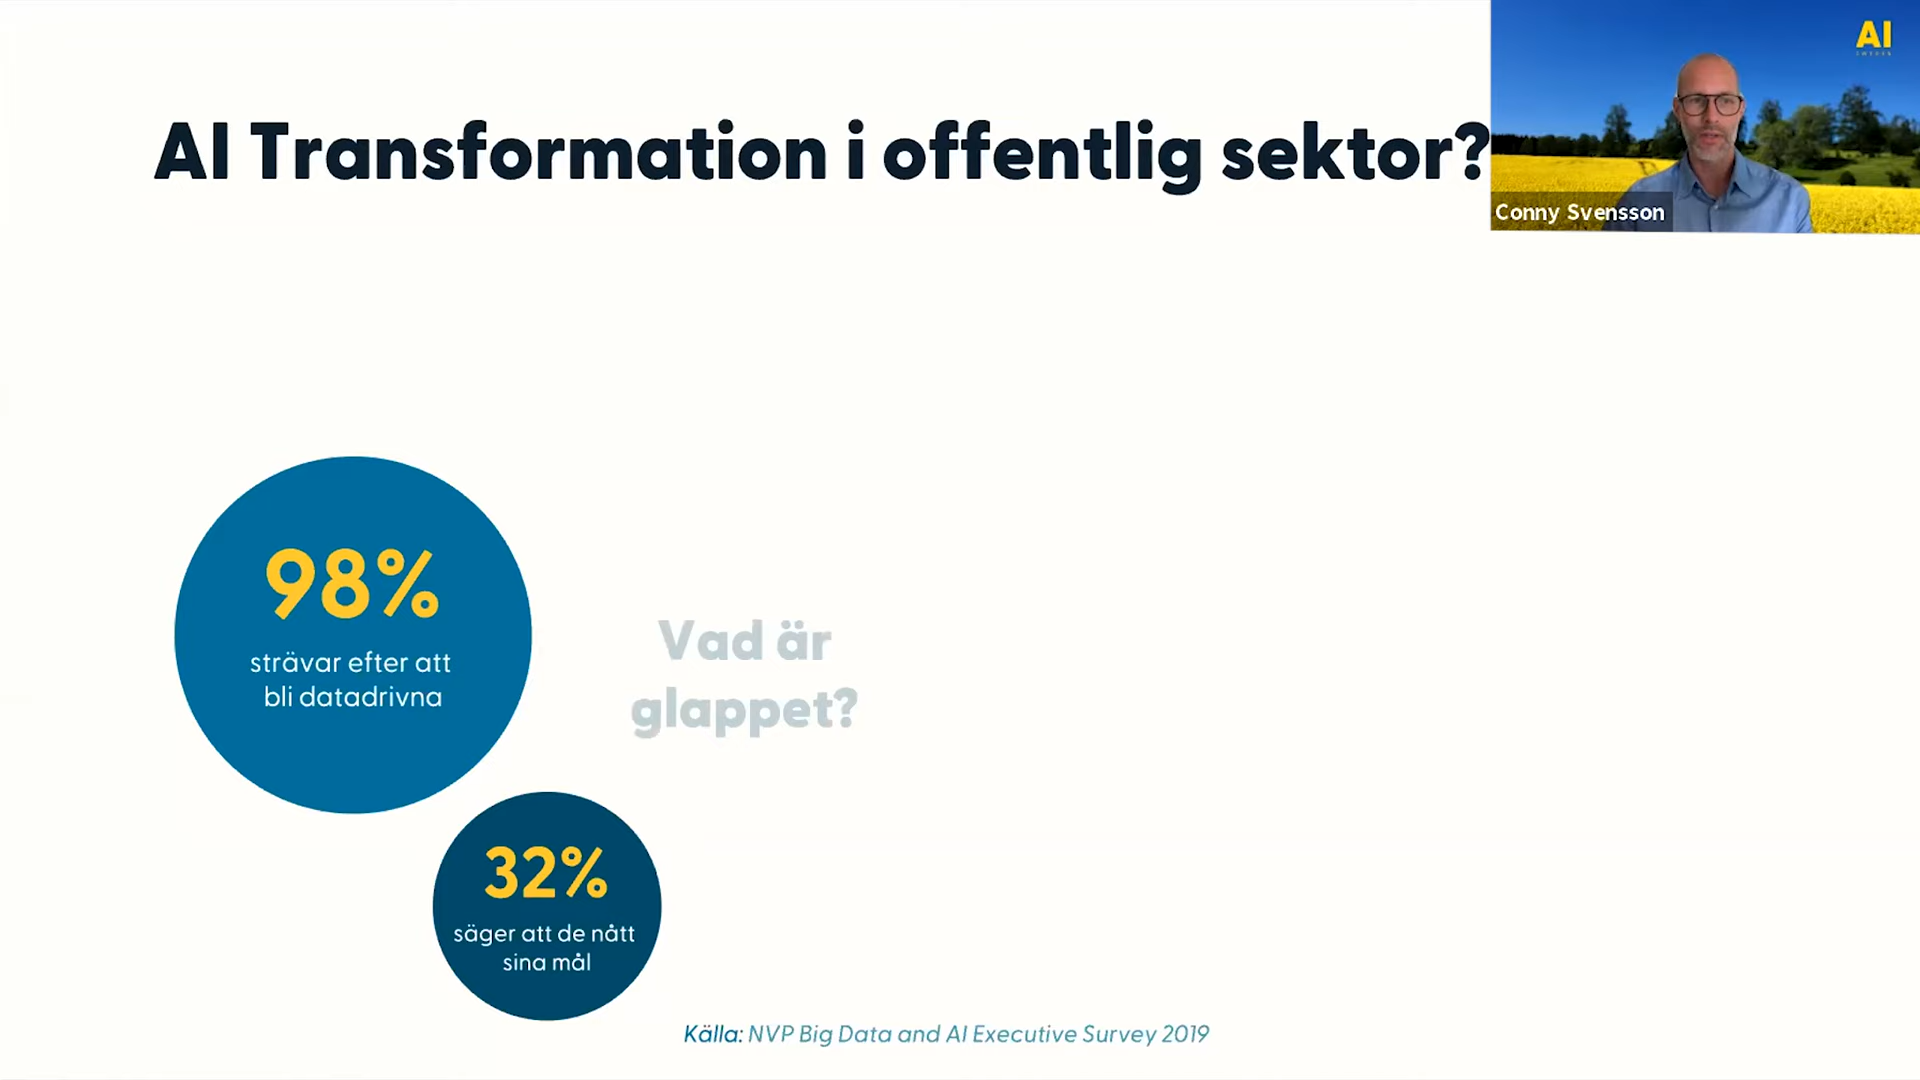 AI Transformation i offentlig sektor?
AI
Conny Svensson
98%
strävar efter att
bli datadrivna
Vad är
glappet?
32%
säger att de nått
sina mål
Källa: NVP Big Data and AI Executive Survey 2019